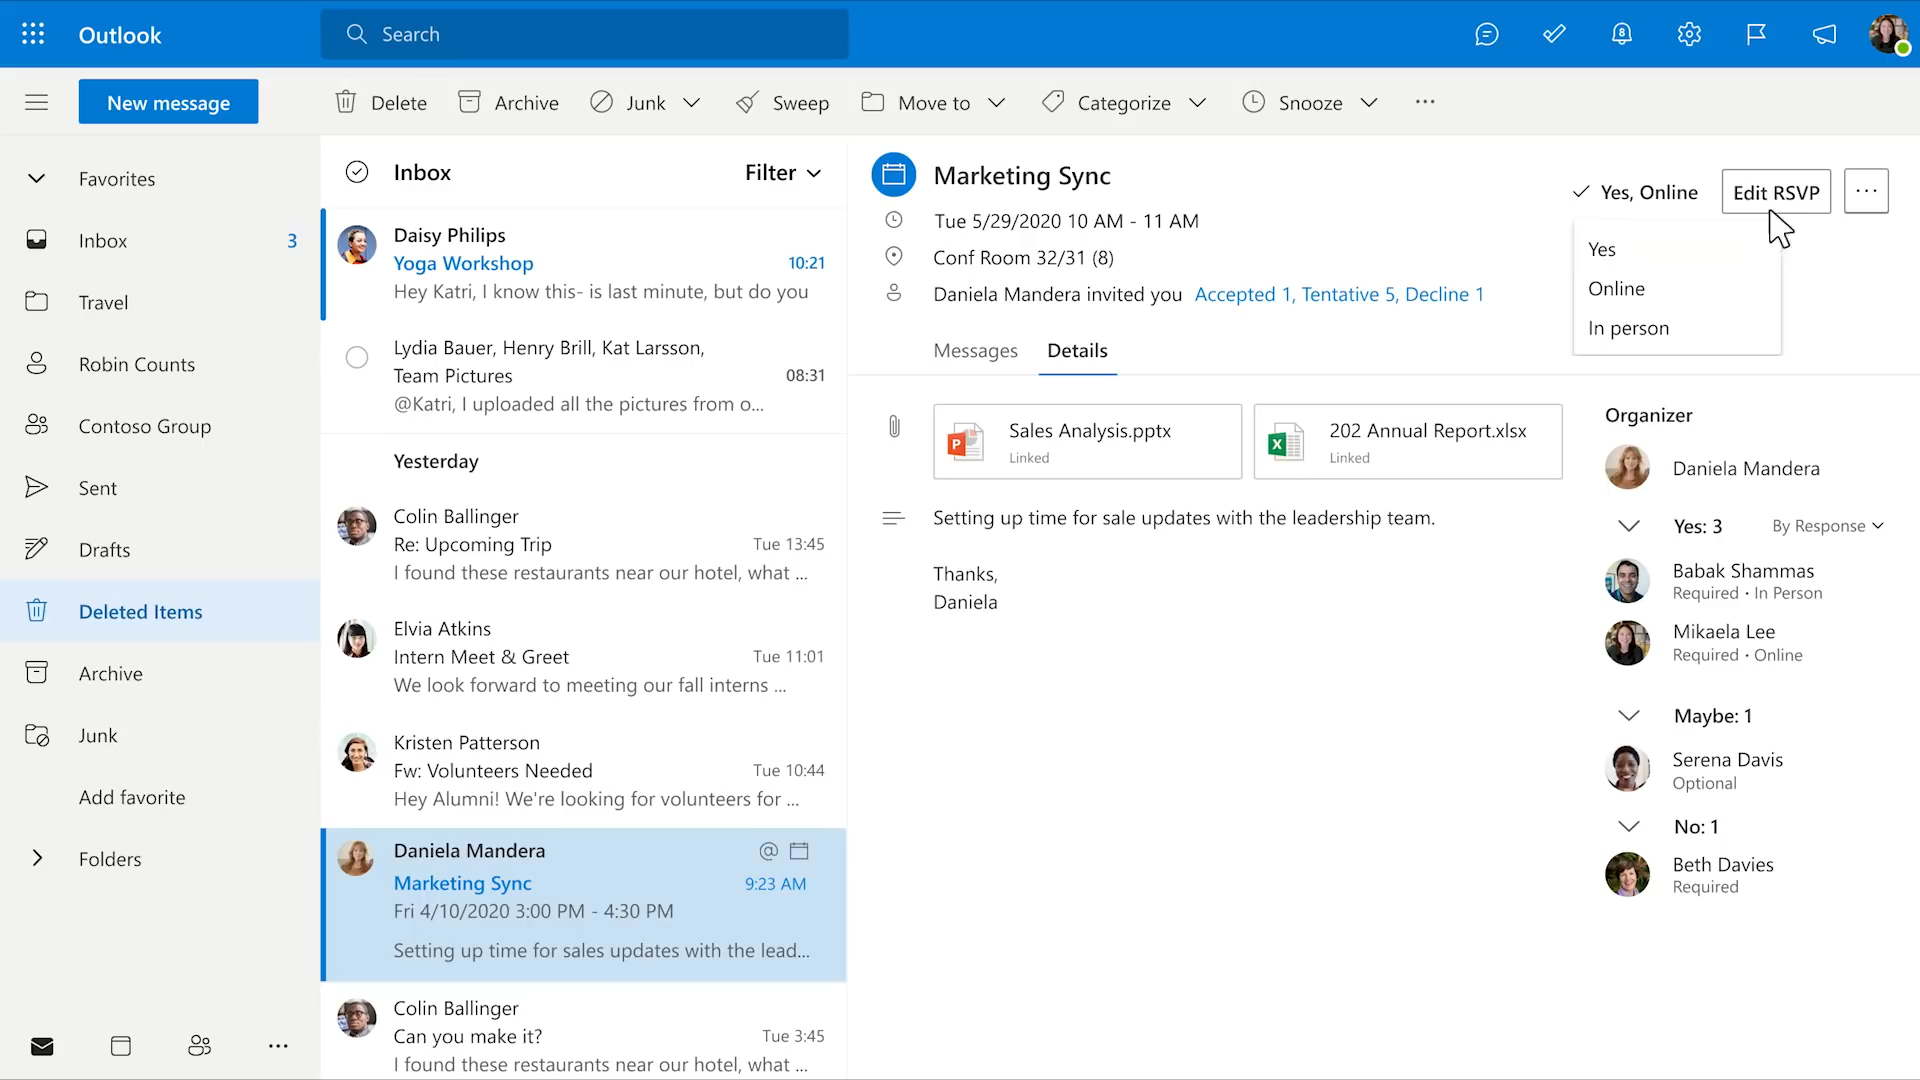 Outlook
Search
8
New message
Delete
Archive
Junk
Sweep
Move to
Categorize
Snooze
Favorites
Inbox 3
Travel
Robin Counts
Contoso Group
Sent
Drafts
Deleted Items
Archive
Junk
Add favorite
Folders
Inbox
Filter
Daisy Philips
Yoga Workshop 10:21
Hey Katri, I know this- is last minute, but do you
Lydia Bauer, Henry Brill, Kat Larsson,
Team Pictures 08:31
@Katri, I uploaded all the pictures from o...
Yesterday
Colin Ballinger
Re: Upcoming Trip Tue 13:45
I found these restaurants near our hotel, what ...
Elvia Atkins
Intern Meet & Greet Tue 11:01
We look forward to meeting our fall interns ...
Kristen Patterson
Fw: Volunteers Needed Tue 10:44
Hey Alumni! We're looking for volunteers for ...
Daniela Mandera @
Marketing Sync 9:23 AM
Fri 4/10/2020 3:00 PM - 4:30 PM
Setting up time for sales updates with the lead...
Colin Ballinger
Can you make it? Tue 3:45
I found these restaurants near our hotel, what ...
Marketing Sync
Tue 5/29/2020 10 AM - 11 AM
Conf Room 32/31 (8)
Daniela Mandera invited you Accepted 1, Tentative 5, Decline 1
Yes, Online
Edit RSVP
Yes
Online
In person
Messages
Details
P
Sales Analysis.pptx
Linked
X
202 Annual Report.xlsx
Linked
Setting up time for sale updates with the leadership team.
Thanks,
Daniela
Organizer
Daniela Mandera
Yes: 3 By Response
Babak Shammas
Required • In Person
Mikaela Lee
Required • Online
Maybe: 1
Serena Davis
Optional
No: 1
Beth Davies
Required